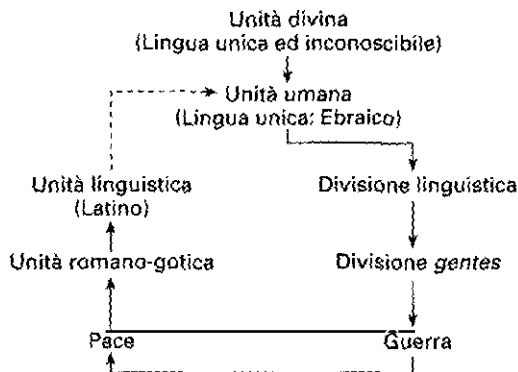 Unità divina
(Lingua unica ed inconoscibile)
Unità umana
(Lingua unica: Ebraico)
Unità linguistica
(Latino)
Divisione linguistica
Unità romano-gotica
Divisione gentes
Pace
Guerra